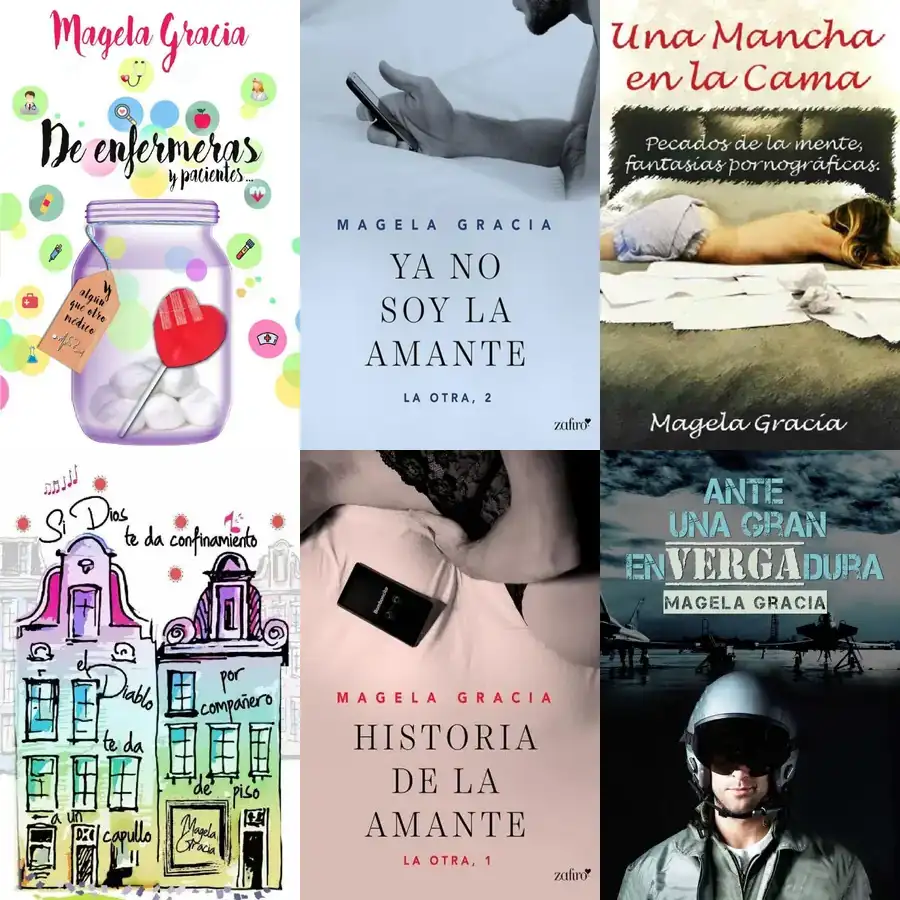 Magela Gracia
De enfermeras
y pacientes...
Y
algún
que otro
médico
MAGELA GRACIA
YA NO
SOY LA
AMANTE
LA OTRA, 2
zafiro
Una Mancha
en la Cama
Pecados de la mente,
fantasías pornográficas.
Magela Gracia
Si Dios
te da confinamiento
el
Diablo
te da
a un
capullo
por
compañero
de piso
Magela
Gracia
MAGELA GRACIA
HISTORIA
DE LA
AMANTE
LA OTRA, 1
zafiro
ANTE
UNA GRAN
ENVERGADURA
MAGELA GRACIA